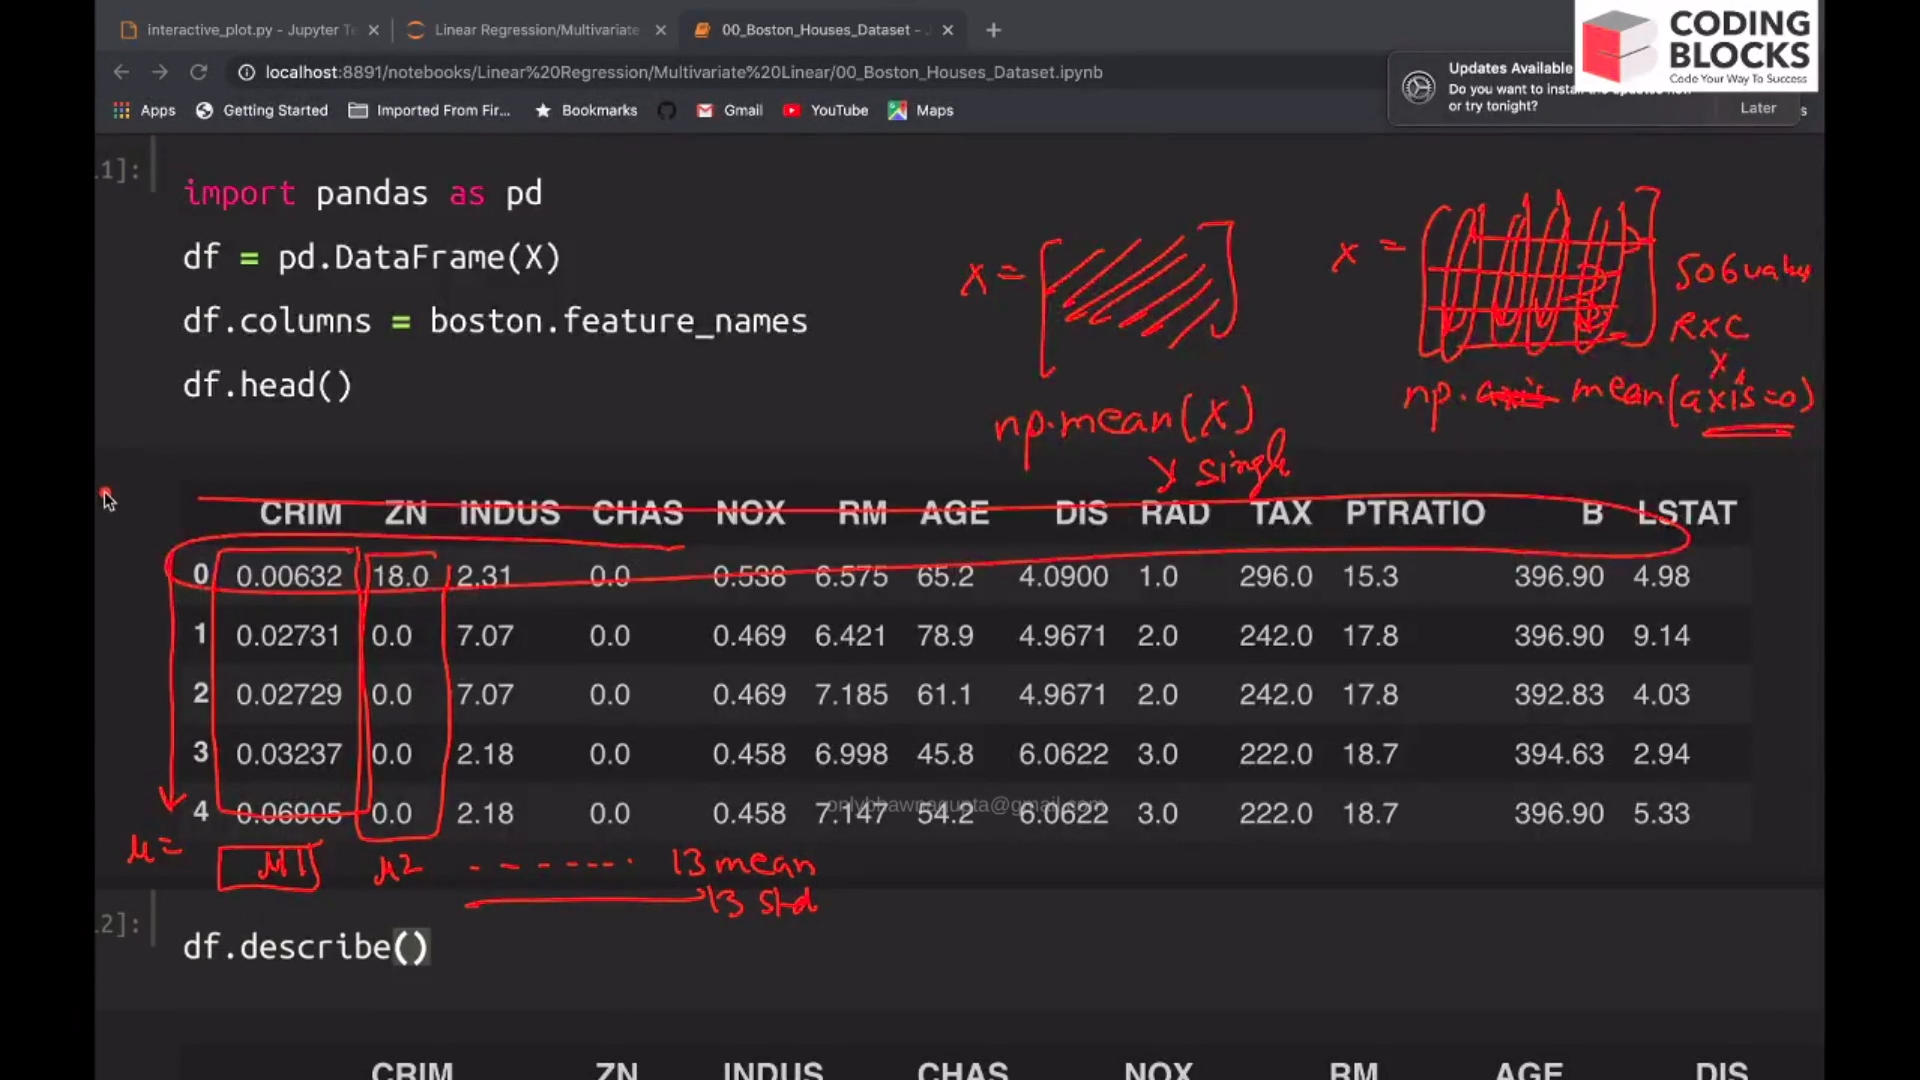 interactive_plot.py - Jupyter Te
Linear Regression/Multivariate
00_Boston_Houses_Dataset -
CODING BLOCKS
Code Your Way To Success
localhost:8891/notebooks/Linear%20Regression/Multivariate%20Linear/00_Boston_Houses_Dataset.ipynb
Updates Available
Do you want to
or try tonight?
Later
Apps Getting Started Imported From Fir... Bookmarks Gmail YouTube Maps
1]:
import pandas as pd
df = pd.DataFrame(X)
df.columns = boston.feature_names
df.head()
x =
x =
506 values
RXC
np.mean(X)
single
np. mean(axis=0)
X,
CRIM ZN INDUS CHAS NOX RM AGE DIS RAD TAX PTRATIO B LSTAT
0 0.00632 18.0 2.31 0.0 0.538 6.575 65.2 4.0900 1.0 296.0 15.3 396.90 4.98
1 0.02731 0.0 7.07 0.0 0.469 6.421 78.9 4.9671 2.0 242.0 17.8 396.90 9.14
2 0.02729 0.0 7.07 0.0 0.469 7.185 61.1 4.9671 2.0 242.0 17.8 392.83 4.03
3 0.03237 0.0 2.18 0.0 0.458 6.998 45.8 6.0622 3.0 222.0 18.7 394.63 2.94
4 0.06905 0.0 2.18 0.0 0.458 7.147 54.2 6.0622 3.0 222.0 18.7 396.90 5.33
onlybhawnagupta@gmail.com
μ= μ1 μ2 - - - - - - - 13 mean
13 std
2]:
df.describe()
CRIM ZN INDUS CHAS NOX RM AGE DIS